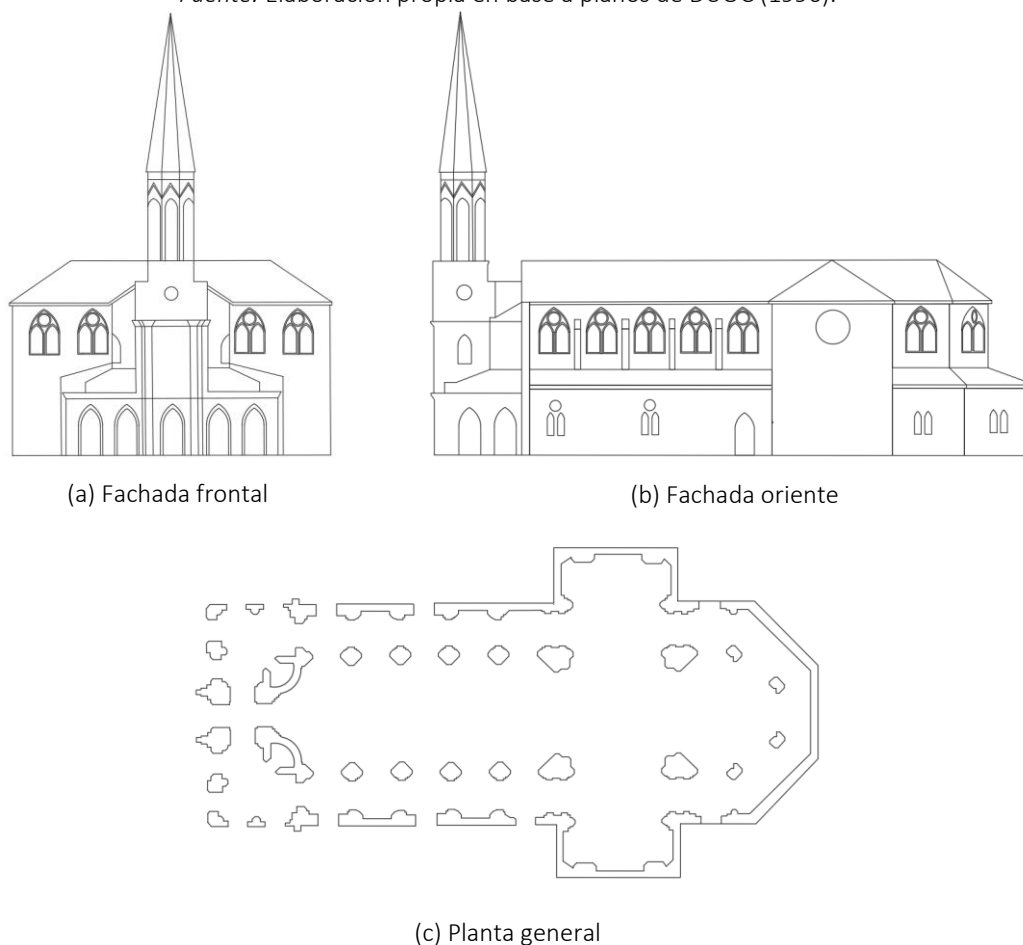 Fuente: Elaboración propia en base a planos de
(a) Fachada frontal
(b) Fachada oriente
(c) Planta general